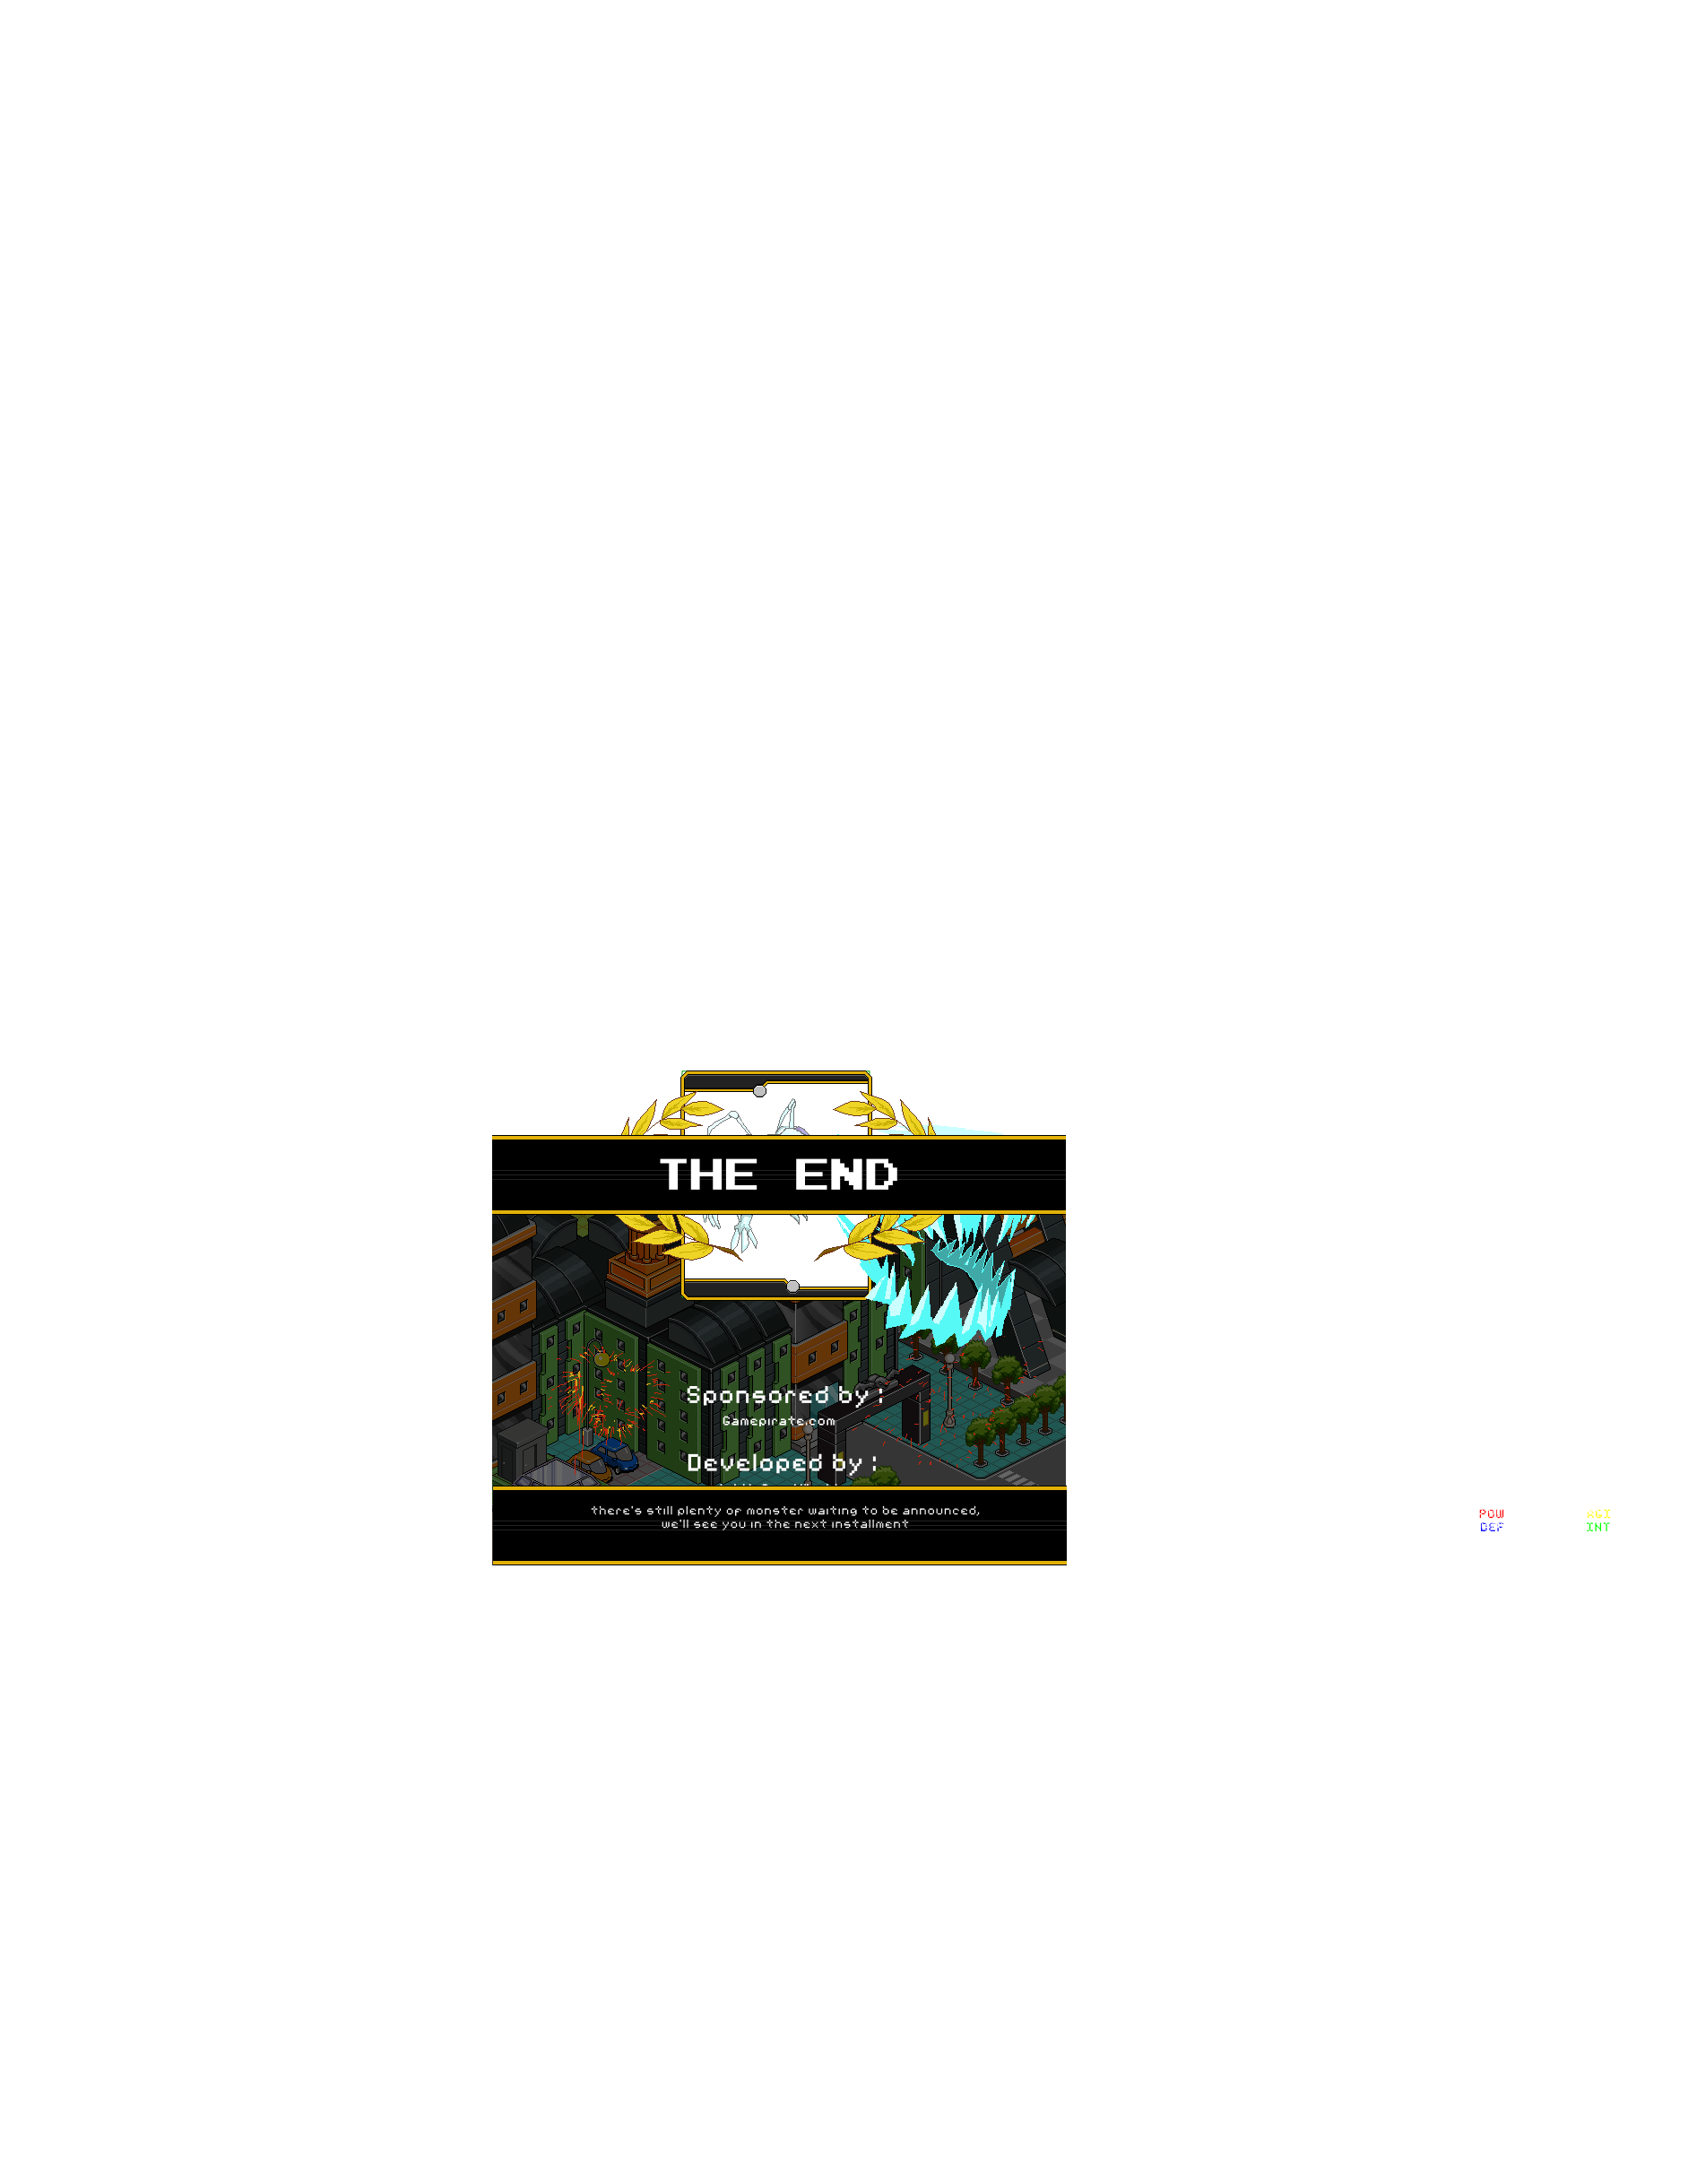 THE END
Sponsored by :
Gamepirate.com
Developed by :
there's still plenty of monster waiting to be announced,
we'll see you in the next installment
POW AGI
DEF INT